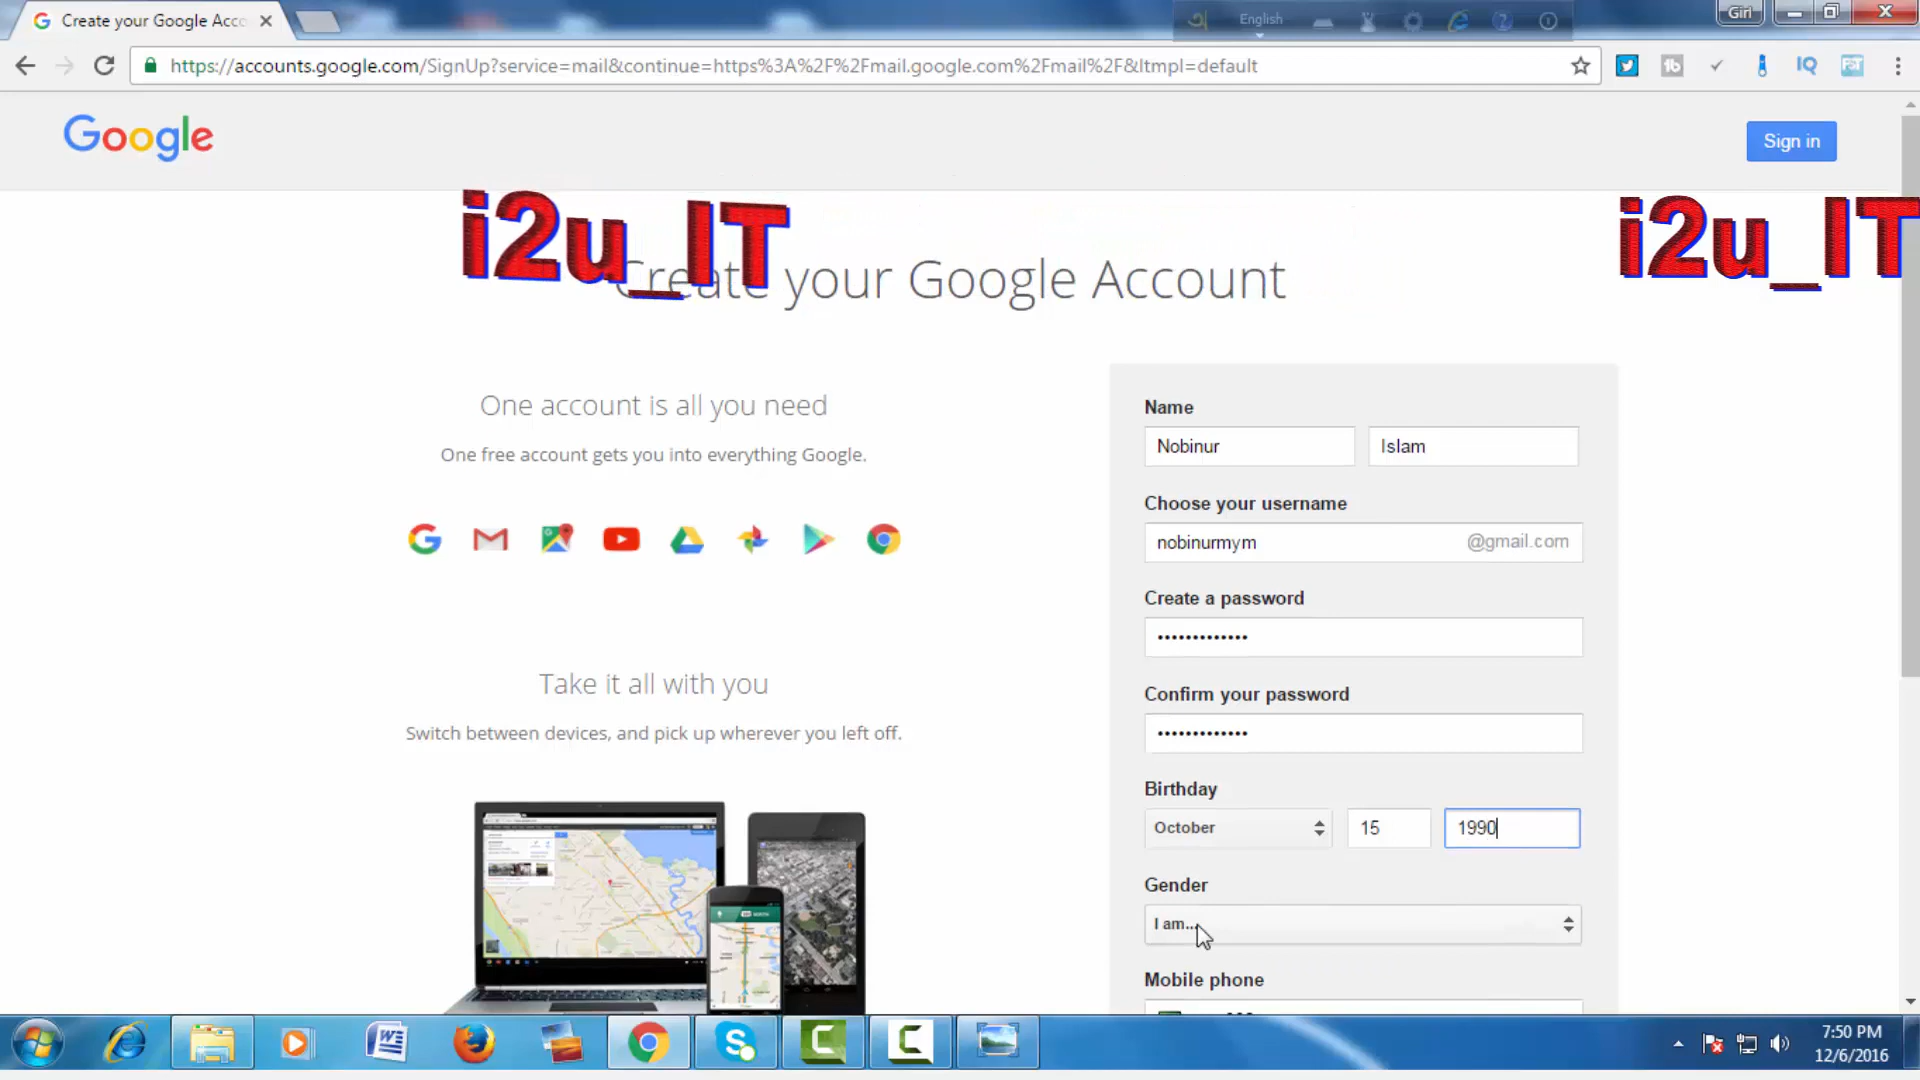 Create your Google Acco
English
Girl
https://accounts.google.com/SignUp?service=mail&continue=https%3A%2F%2Fmail.google.com%2Fmail%2F&ltmpl=default
IQ
Google
Sign in
i2u_IT
i2u_IT
Create your Google Account
One account is all you need
One free account gets you into everything Google.
Name
Nobinur Islam
Choose your username
nobinurmym @gmail.com
Create a password
•••••••••••••
Confirm your password
•••••••••••••
Take it all with you
Switch between devices, and pick up wherever you left off.
Birthday
October 15 1990
Gender
I am...
Mobile phone
7:50 PM
12/6/2016